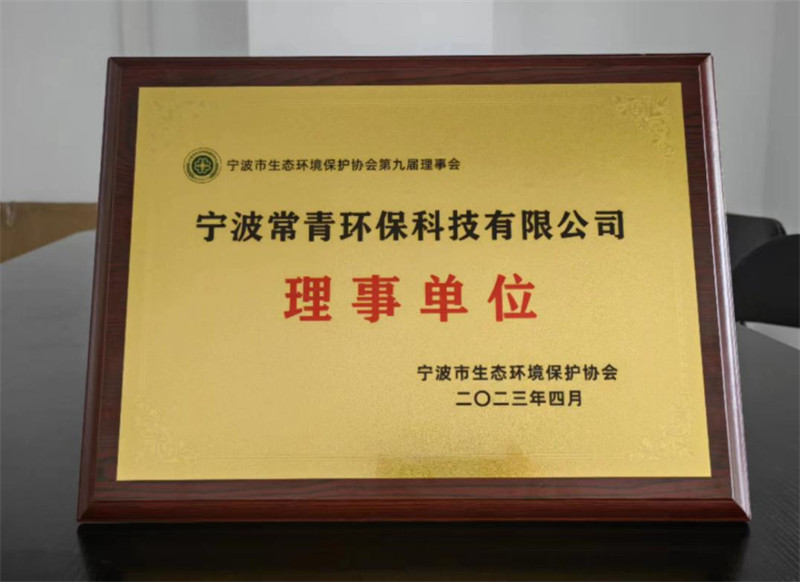 宁波市生态环境保护协会第九届理事会
宁波常青环保科技有限公司
理事单位
宁波市生态环境保护协会
二〇二三年四月